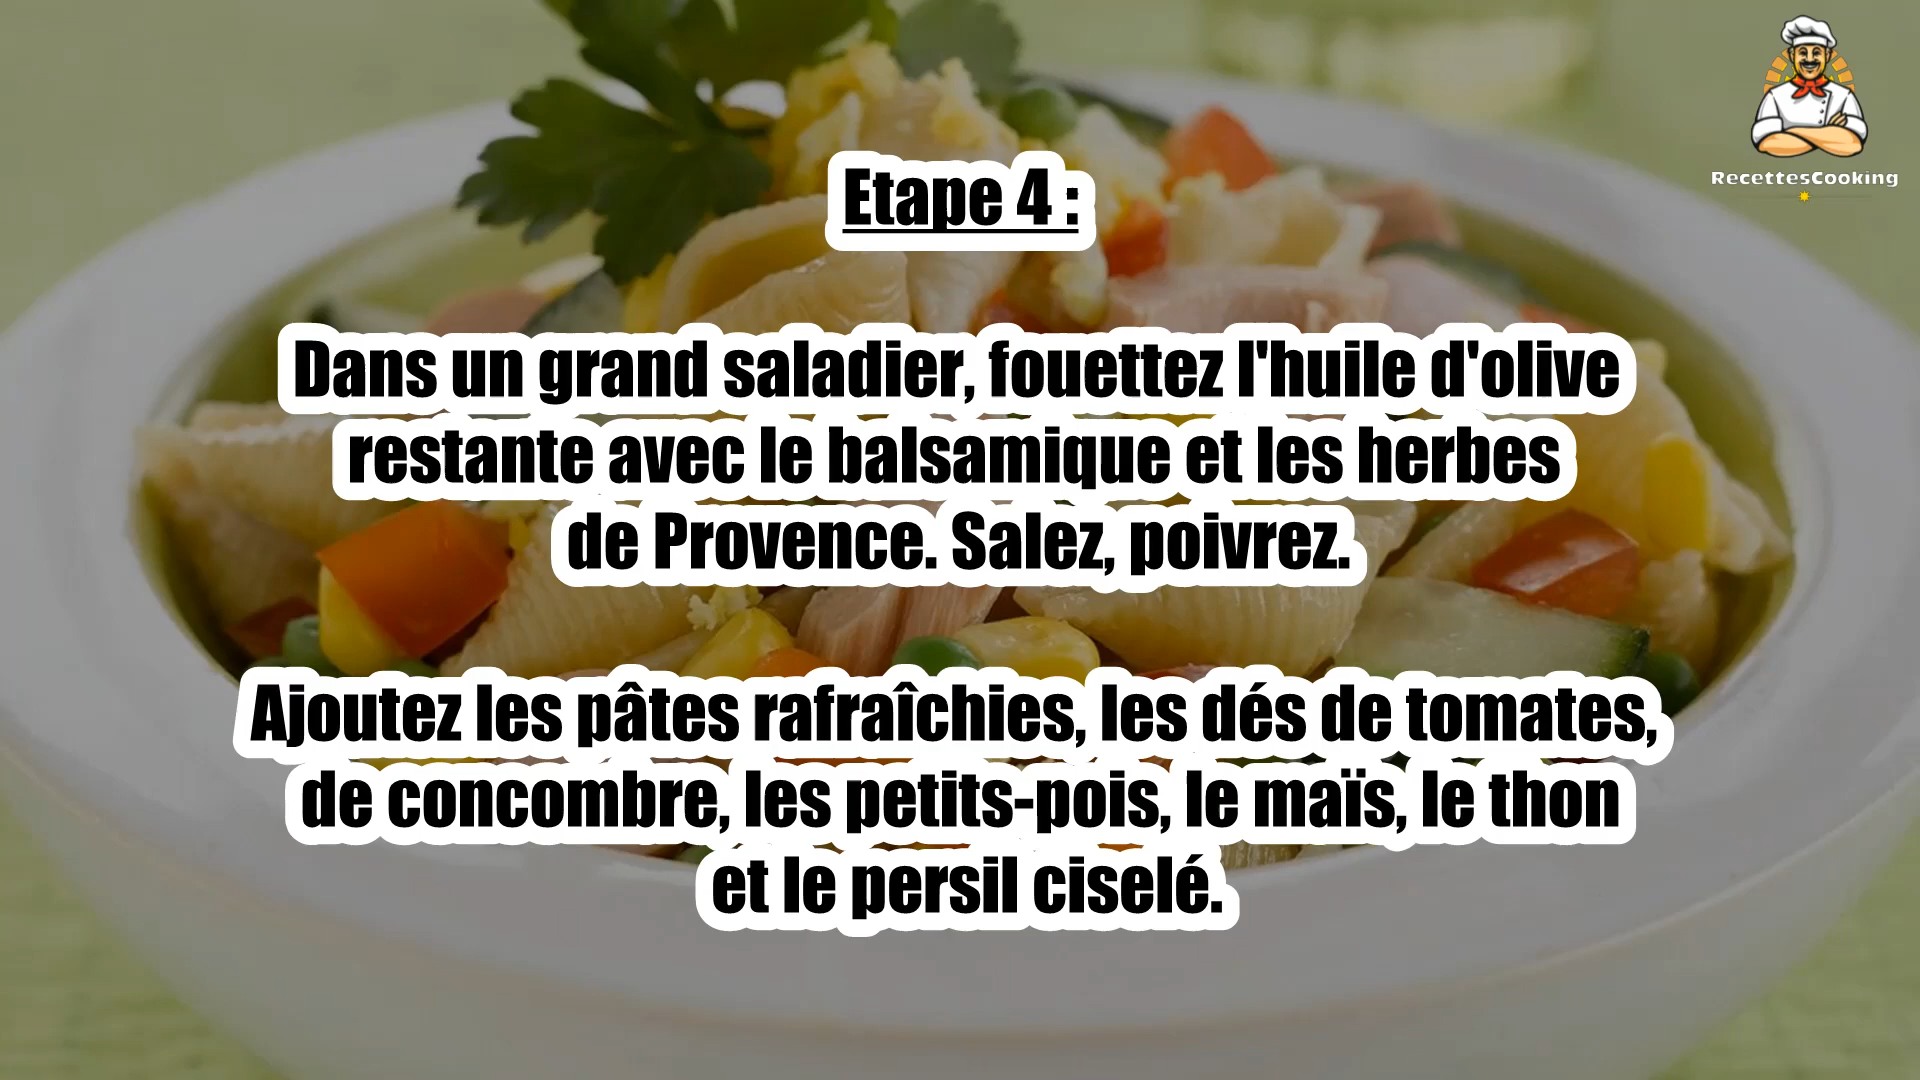 RecettesCooking
Etape 4 :
Dans un grand saladier, fouettez l'huile d'olive
restante avec le balsamique et les herbes
de Provence. Salez, poivrez.
Ajoutez les pâtes rafraîchies, les dés de tomates,
de concombre, les petits-pois, le maïs, le thon
et le persil ciselé.